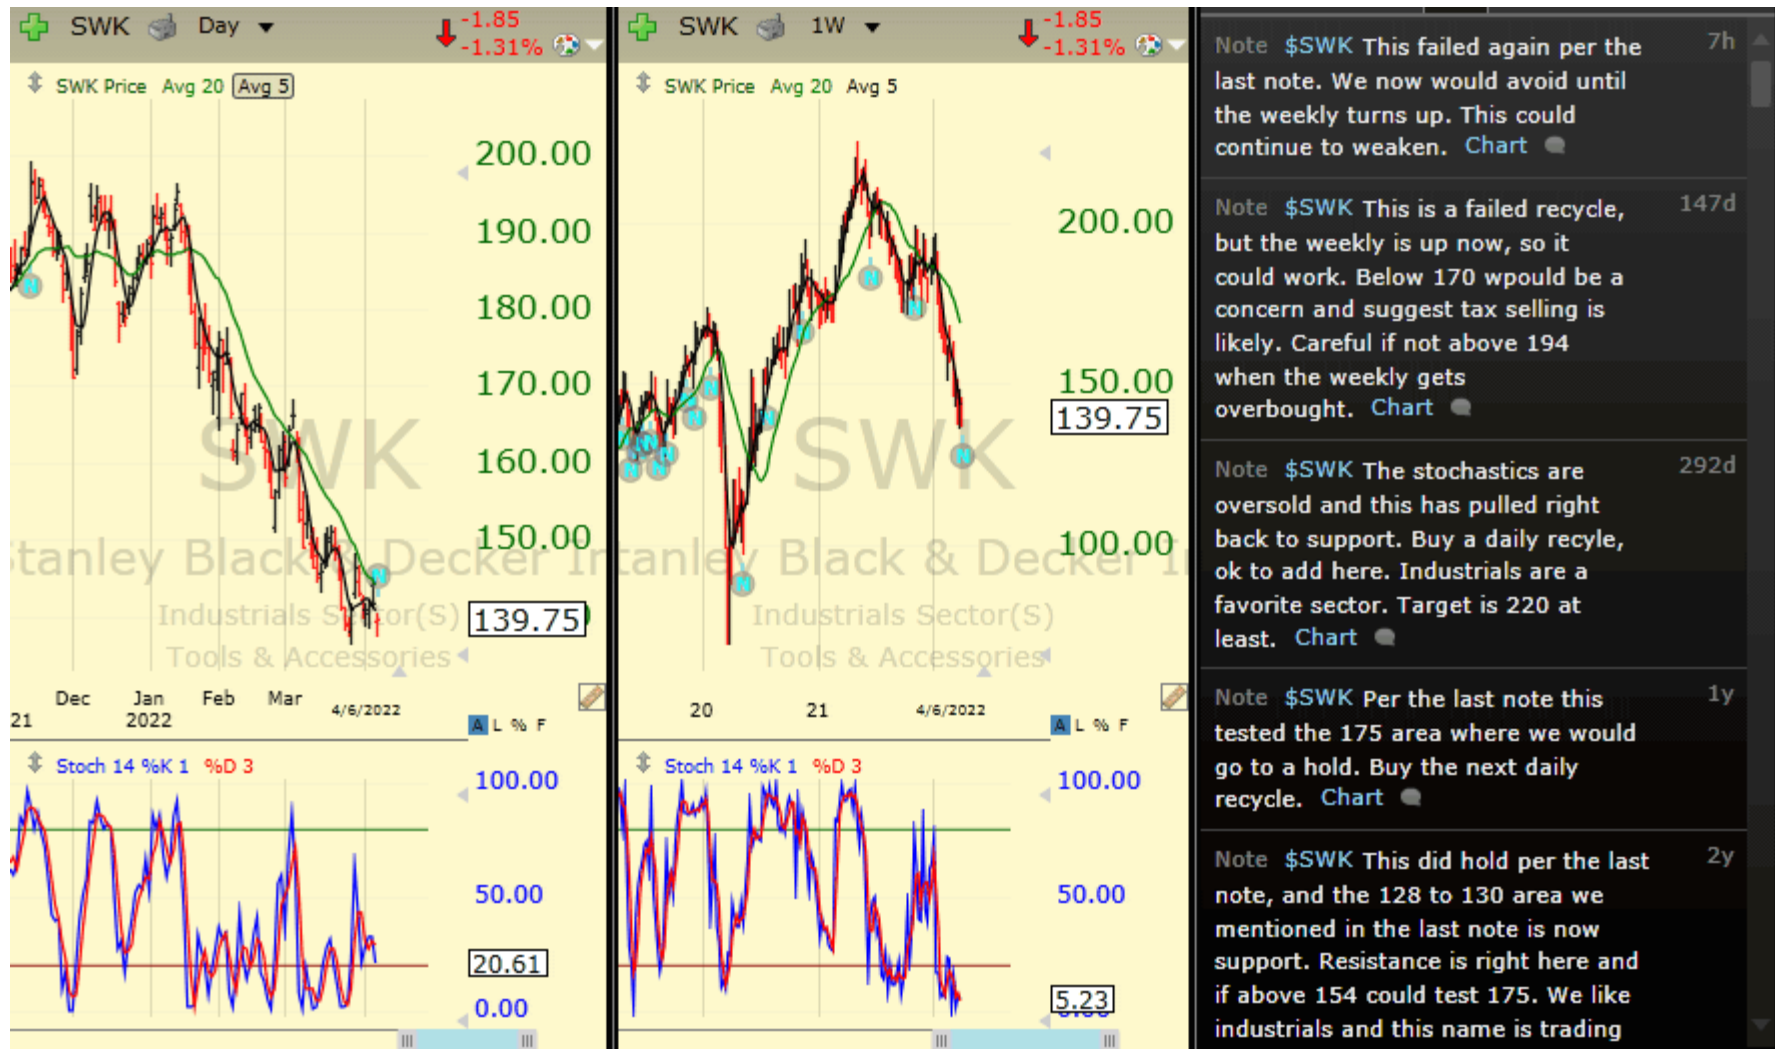 SWK Day
-1.85
-1.31%
SWK Price Avg 20 Avg 5
200.00
190.00
180.00
170.00
160.00
150.00
139.75
SWK
Stanley Black & Decker In
Industrials Sector(S)
Tools & Accessories
N
N
21 Dec Jan 2022 Feb Mar 4/6/2022
A L % F
Stoch 14 %K 1 %D 3
100.00
50.00
20.61
0.00
SWK 1W
-1.85
-1.31%
SWK Price Avg 20 Avg 5
200.00
150.00
139.75
100.00
SWK
tanley Black & Decker I
Industrials Sector(S)
Tools & Accessories
20 21 4/6/2022
A L % F
Stoch 14 %K 1 %D 3
100.00
50.00
5.23
Note $SWK This failed again per the 7h
last note. We now would avoid until
the weekly turns up. This could
continue to weaken. Chart
Note $SWK This is a failed recycle, 147d
but the weekly is up now, so it
could work. Below 170 wpould be a
concern and suggest tax selling is
likely. Careful if not above 194
when the weekly gets
overbought. Chart
Note $SWK The stochastics are 292d
oversold and this has pulled right
back to support. Buy a daily recyle,
ok to add here. Industrials are a
favorite sector. Target is 220 at
least. Chart
Note $SWK Per the last note this 1y
tested the 175 area where we would
go to a hold. Buy the next daily
recycle. Chart
Note $SWK This did hold per the last 2y
note, and the 128 to 130 area we
mentioned in the last note is now
support. Resistance is right here and
if above 154 could test 175. We like
industrials and this name is trading